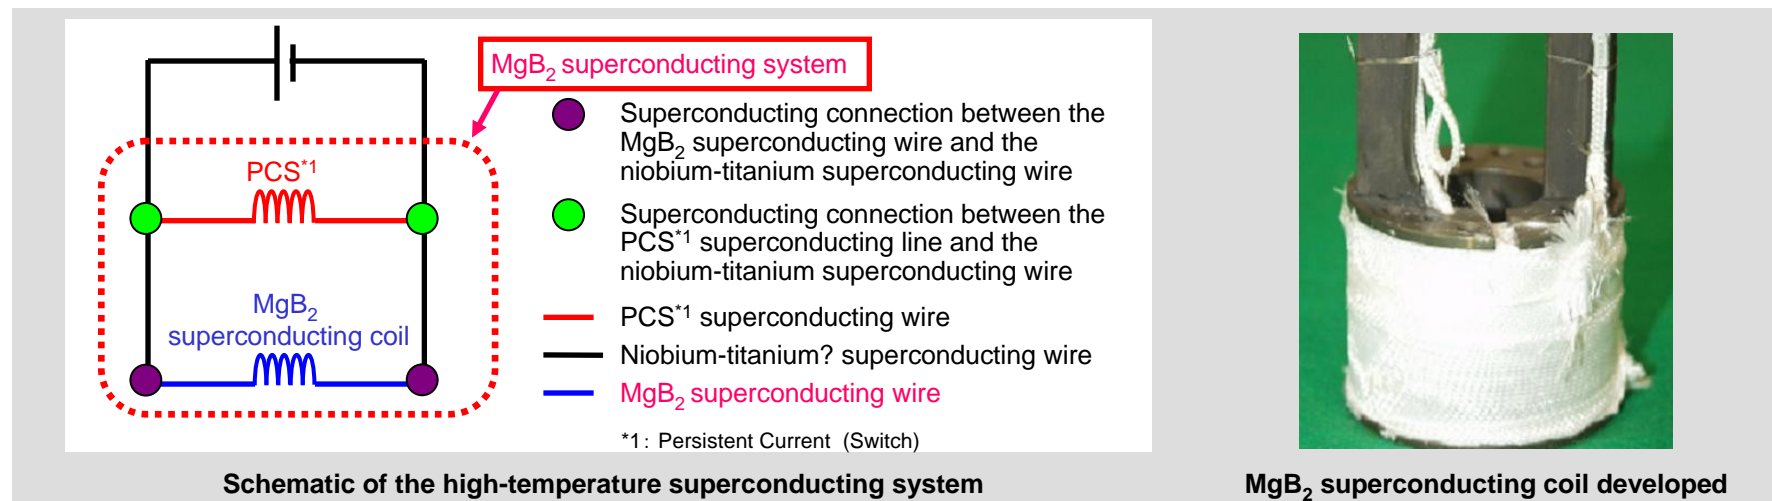 MgB2 superconducting system
PCS*1
MgB2
superconducting coil
Superconducting connection between the
MgB2 superconducting wire and the
niobium-titanium superconducting wire
Superconducting connection between the
PCS*1 superconducting line and the
niobium-titanium superconducting wire
PCS*1 superconducting wire
Niobium-titanium? superconducting wire
MgB2 superconducting wire
*1: Persistent Current (Switch)
Schematic of the high-temperature superconducting system
MgB2 superconducting coil developed